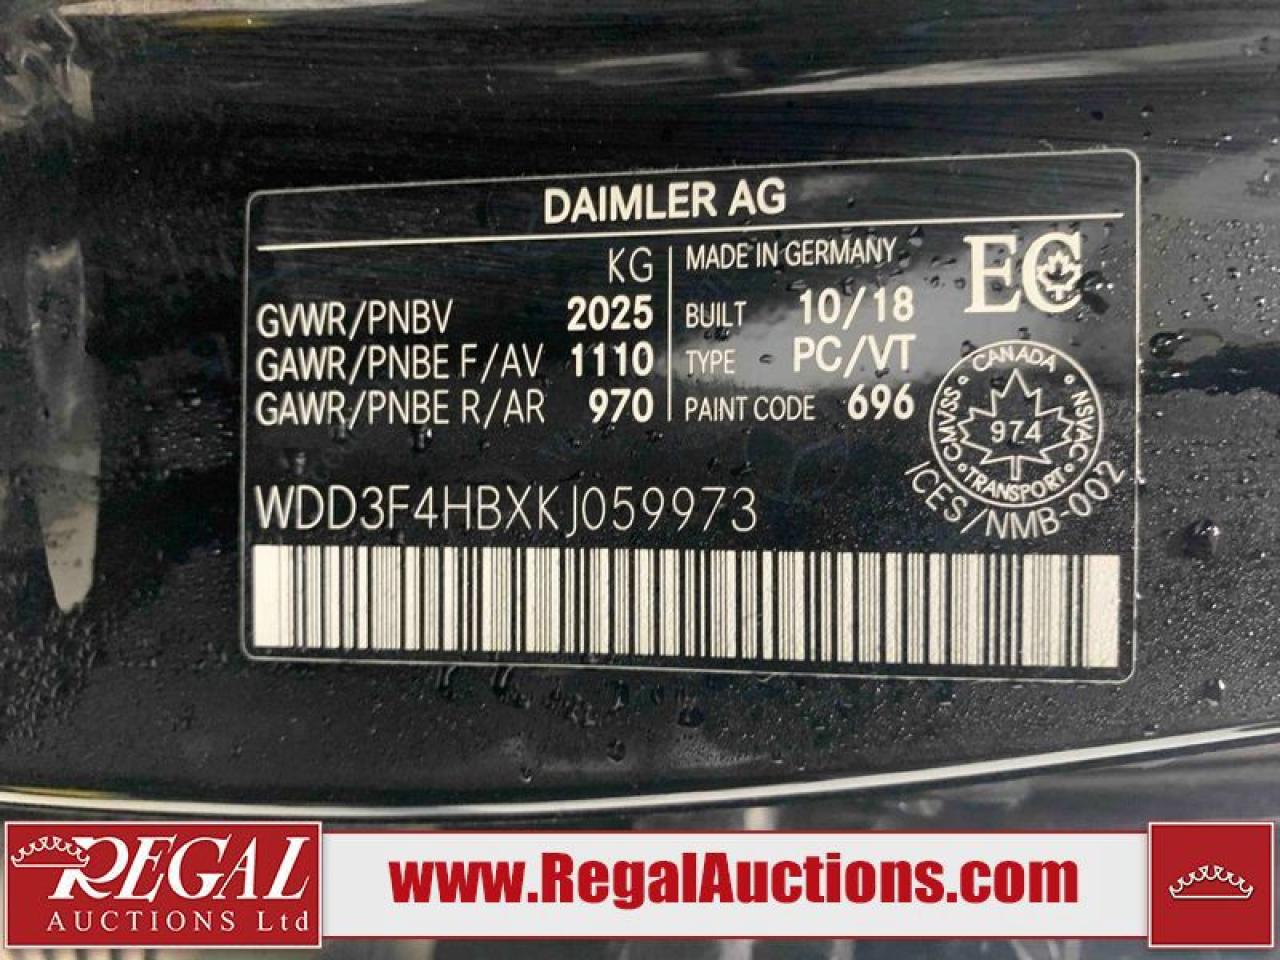 DAIMLER AG
KG
GVWR/PNBV 2025
GAWR/PNBE F/AV 1110
GAWR/PNBE R/AR 970
MADE IN GERMANY
BUILT 10/18
TYPE PC/VT
PAINT CODE 696
EC
CANADA
NSVAC
TRANSPORT
CMVSS
974
ICES/NMB-002
WDD3F4HBXKJ059973
REGAL
AUCTIONS Ltd
www.RegalAuctions.com